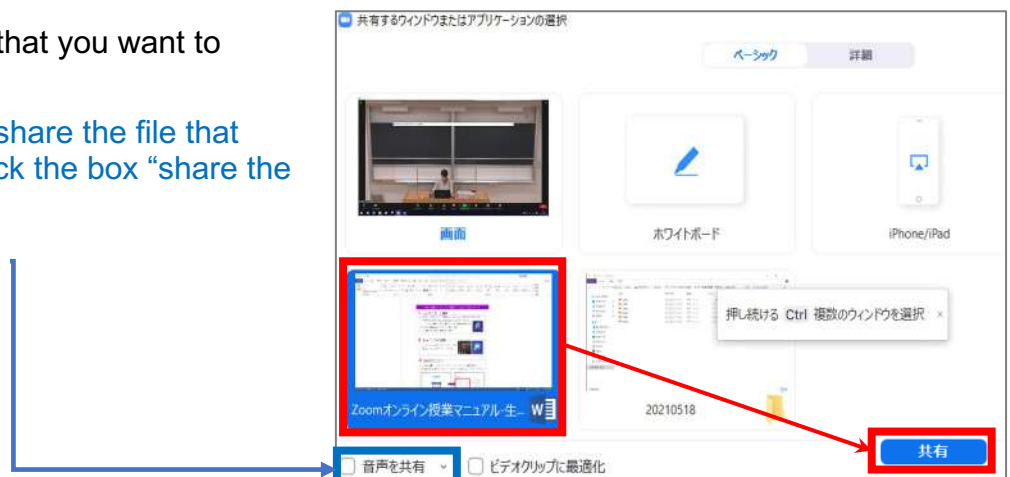 that you want to
share the file that
ck the box “share the
共有するウィンドウまたはアプリケーションの選択
ベーシック
詳細
画面
ホワイトボード
iPhone/iPad
押し続ける Ctrl 複数のウィンドウを選択 ×
Zoomオンライン授業マニュアル-生...
W
20210518
共有
音声を共有
ビデオクリップに最適化